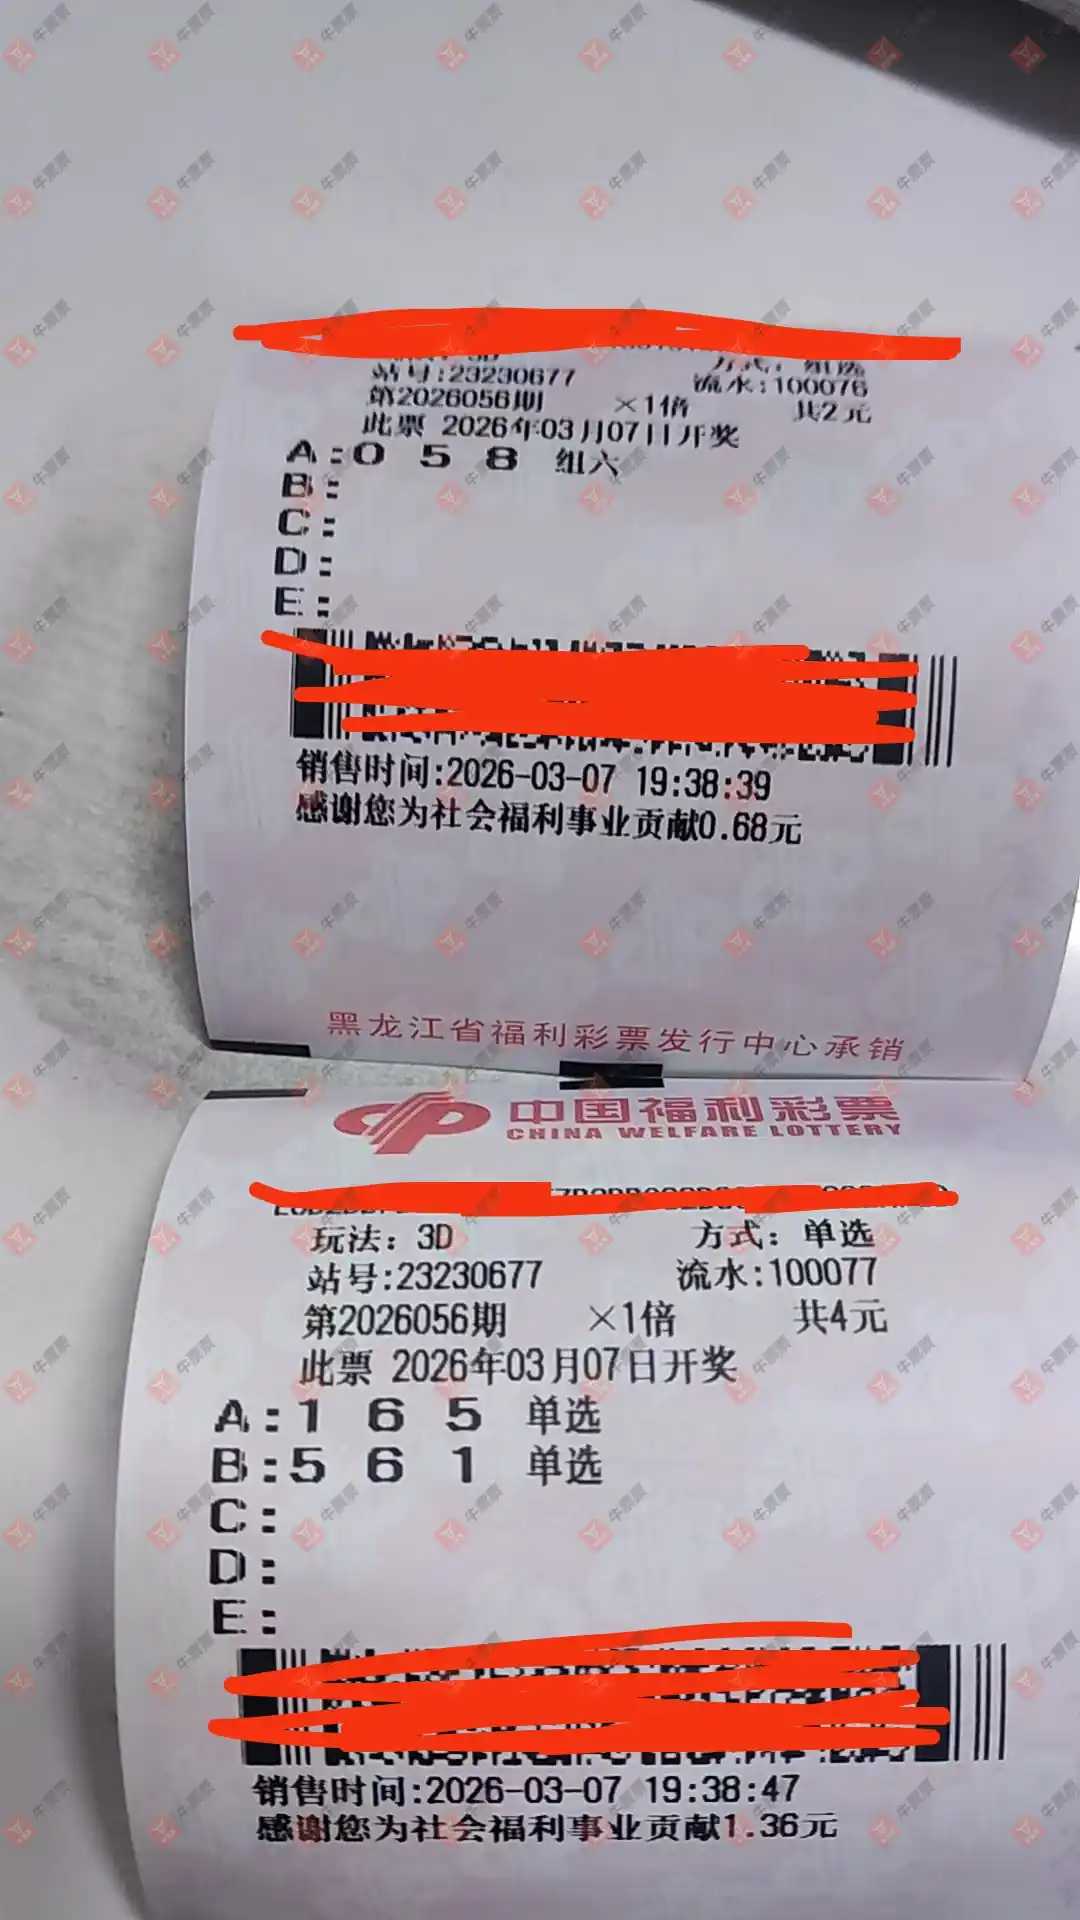 站号:23230677 流水:100076
第2026056期 ×1倍 共2元
此票 2026年03月07日开奖
A:0 5 8 组六
B:
C:
D:
E:
销售时间:2026-03-07 19:38:39
感谢您为社会福利事业贡献0.68元
黑龙江省福利彩票发行中心承销
中国福利彩票
CHINA WELFARE LOTTERY
玩法：3D 方式：单选
站号:23230677 流水:100077
第2026056期 ×1倍 共4元
此票 2026年03月07日开奖
A:1 6 5 单选
B:5 6 1 单选
C:
D:
E:
销售时间:2026-03-07 19:38:47
感谢您为社会福利事业贡献1.36元
牛票票